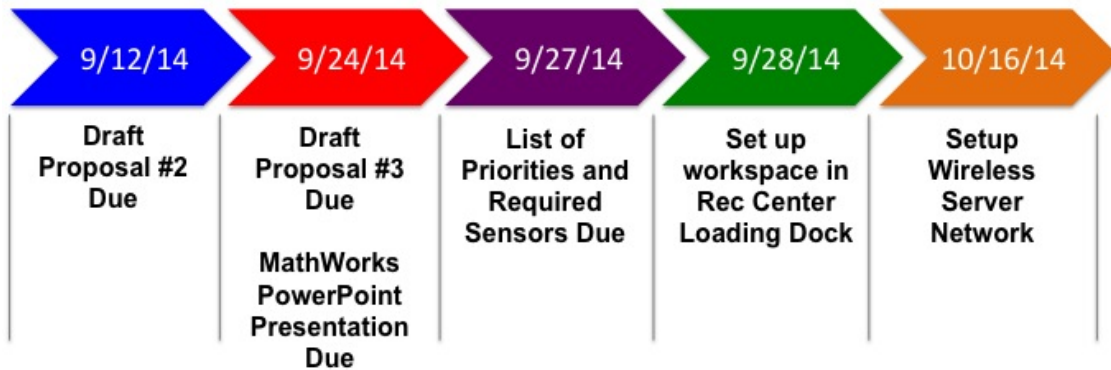 9/12/14
9/24/14
9/27/14
9/28/14
10/16/14
Draft
Proposal #2
Due
Draft
Proposal #3
Due
MathWorks
PowerPoint
Presentation
Due
List of
Priorities and
Required
Sensors Due
Set up
workspace in
Rec Center
Loading Dock
Setup
Wireless
Server
Network